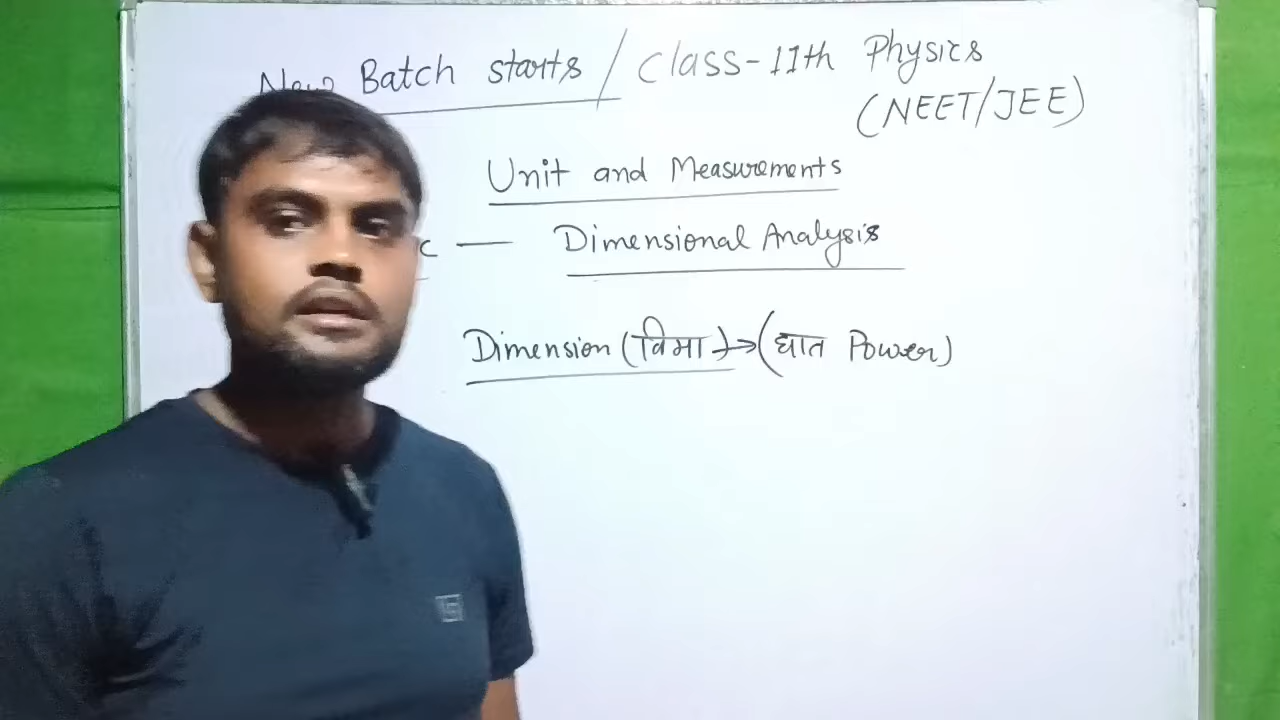 New Batch starts / Class-11th Physics
(NEET/JEE)
Unit and Measurements
c — Dimensional Analysis
Dimension (विमा) → (घात Power)